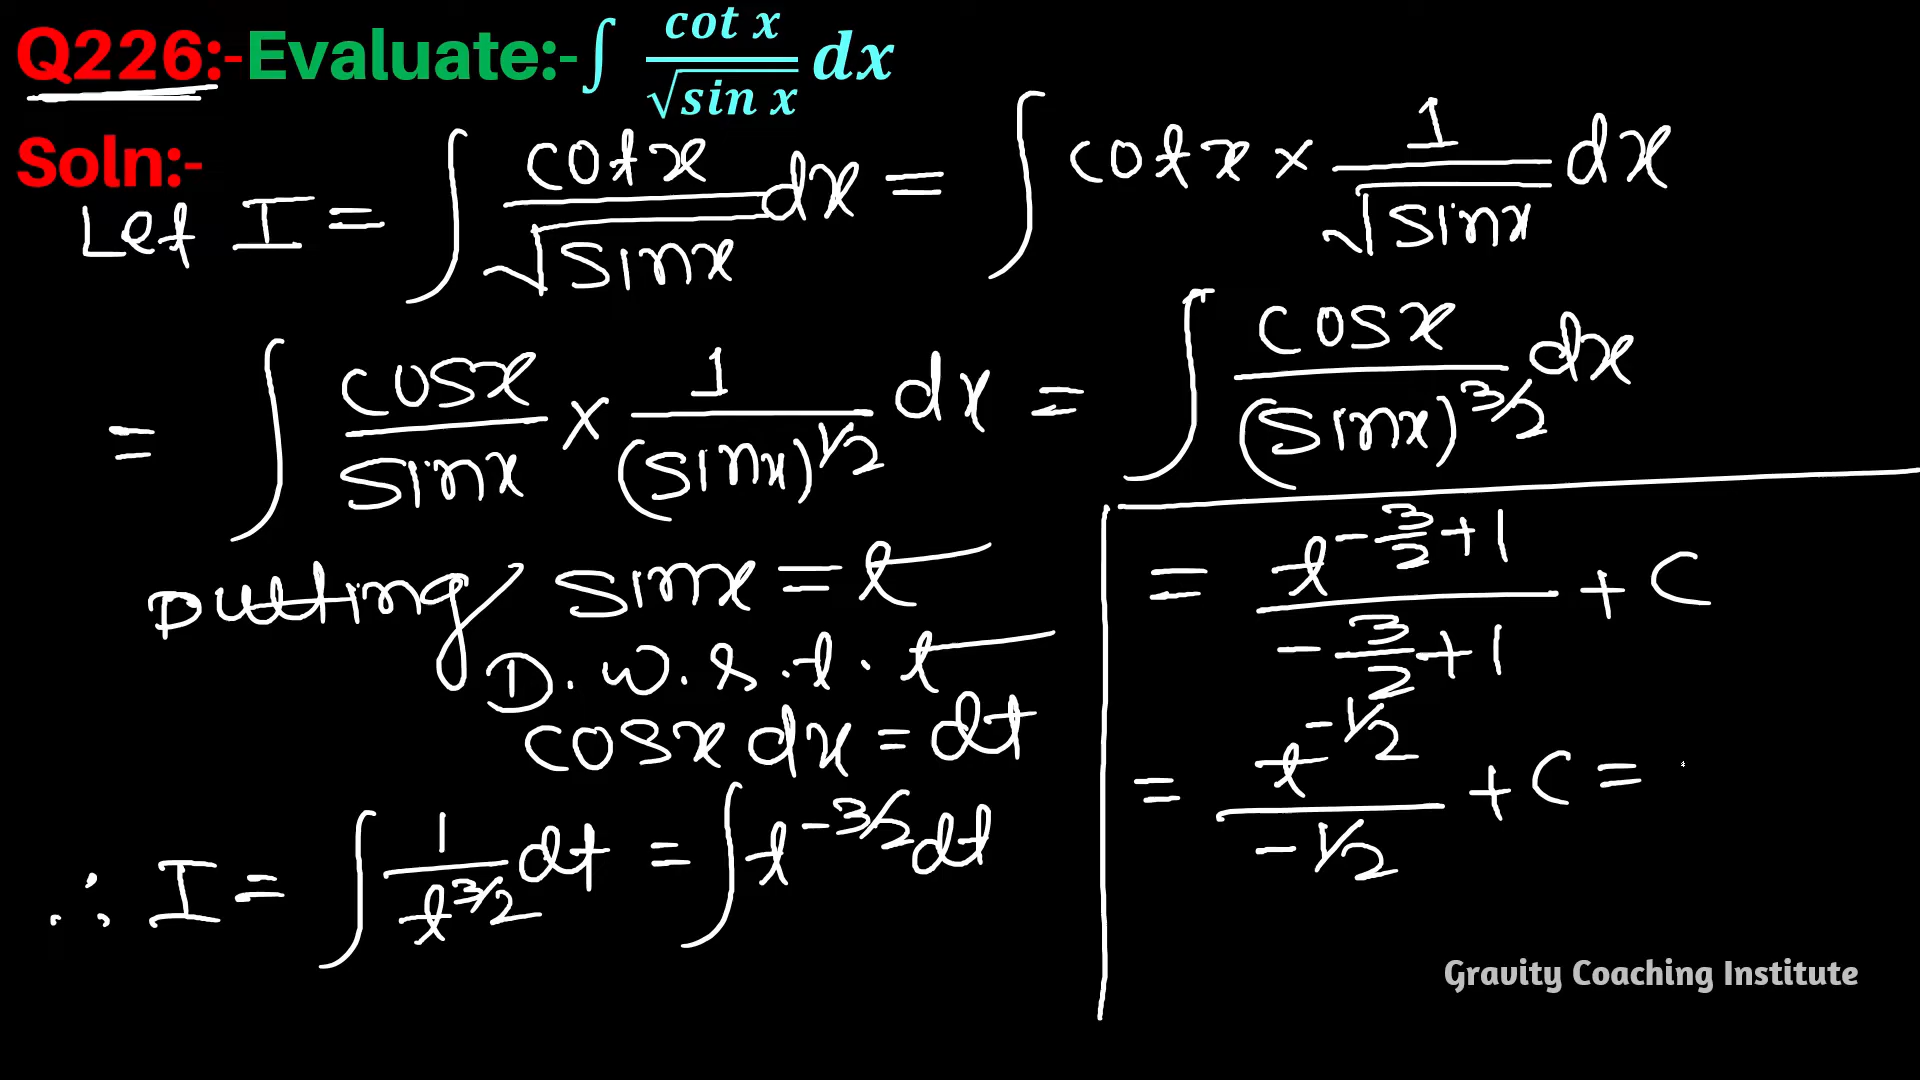 Q226:-Evaluate:-∫ cot x / √sin x dx
Soln:-
Let I = ∫ cotx / √sinx dx = ∫ cotx × 1 / √sinx dx
= ∫ cosx / sinx × 1 / (sinx)^1/2 dx = ∫ cosx / (sinx)^3/2 dx
putting sinx = t
D.w.r.t. t
cosx dx = dt
∴ I = ∫ 1 / t^3/2 dt = ∫ t^-3/2 dt
= t^(-3/2+1) / (-3/2+1) + C
= t^-1/2 / (-1/2) + C =
Gravity Coaching Institute